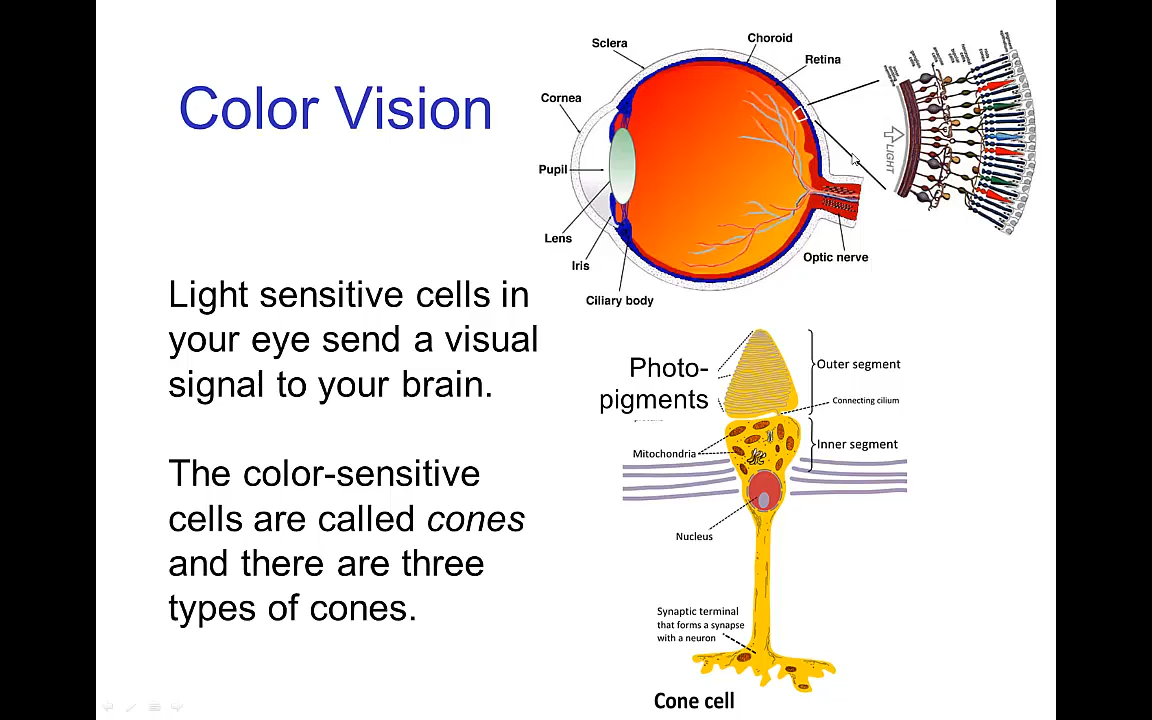 Color Vision
Light sensitive cells in
your eye send a visual
signal to your brain.
The color-sensitive
cells are called cones
and there are three
types of cones.
Sclera
Choroid
Retina
Cornea
Pupil
Lens
Iris
Ciliary body
Optic nerve
LIGHT
Photo-
pigments
Outer segment
Connecting cilium
Inner segment
Mitochondria
Nucleus
Synaptic terminal
that forms a synapse
with a neuron
Cone cell